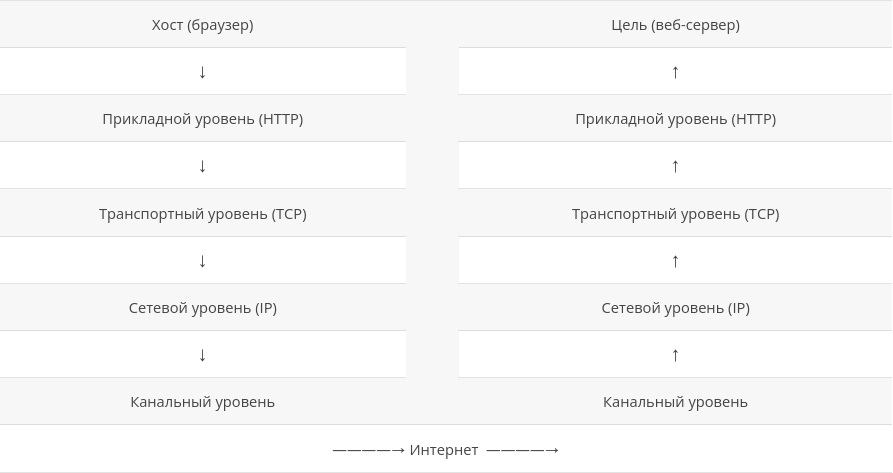 Хост (браузер) Цель (веб-сервер)
↓ ↑
Прикладной уровень (HTTP) Прикладной уровень (HTTP)
↓ ↑
Транспортный уровень (TCP) Транспортный уровень (TCP)
↓ ↑
Сетевой уровень (IP) Сетевой уровень (IP)
↓ ↑
Канальный уровень Канальный уровень
—————→ Интернет —————→